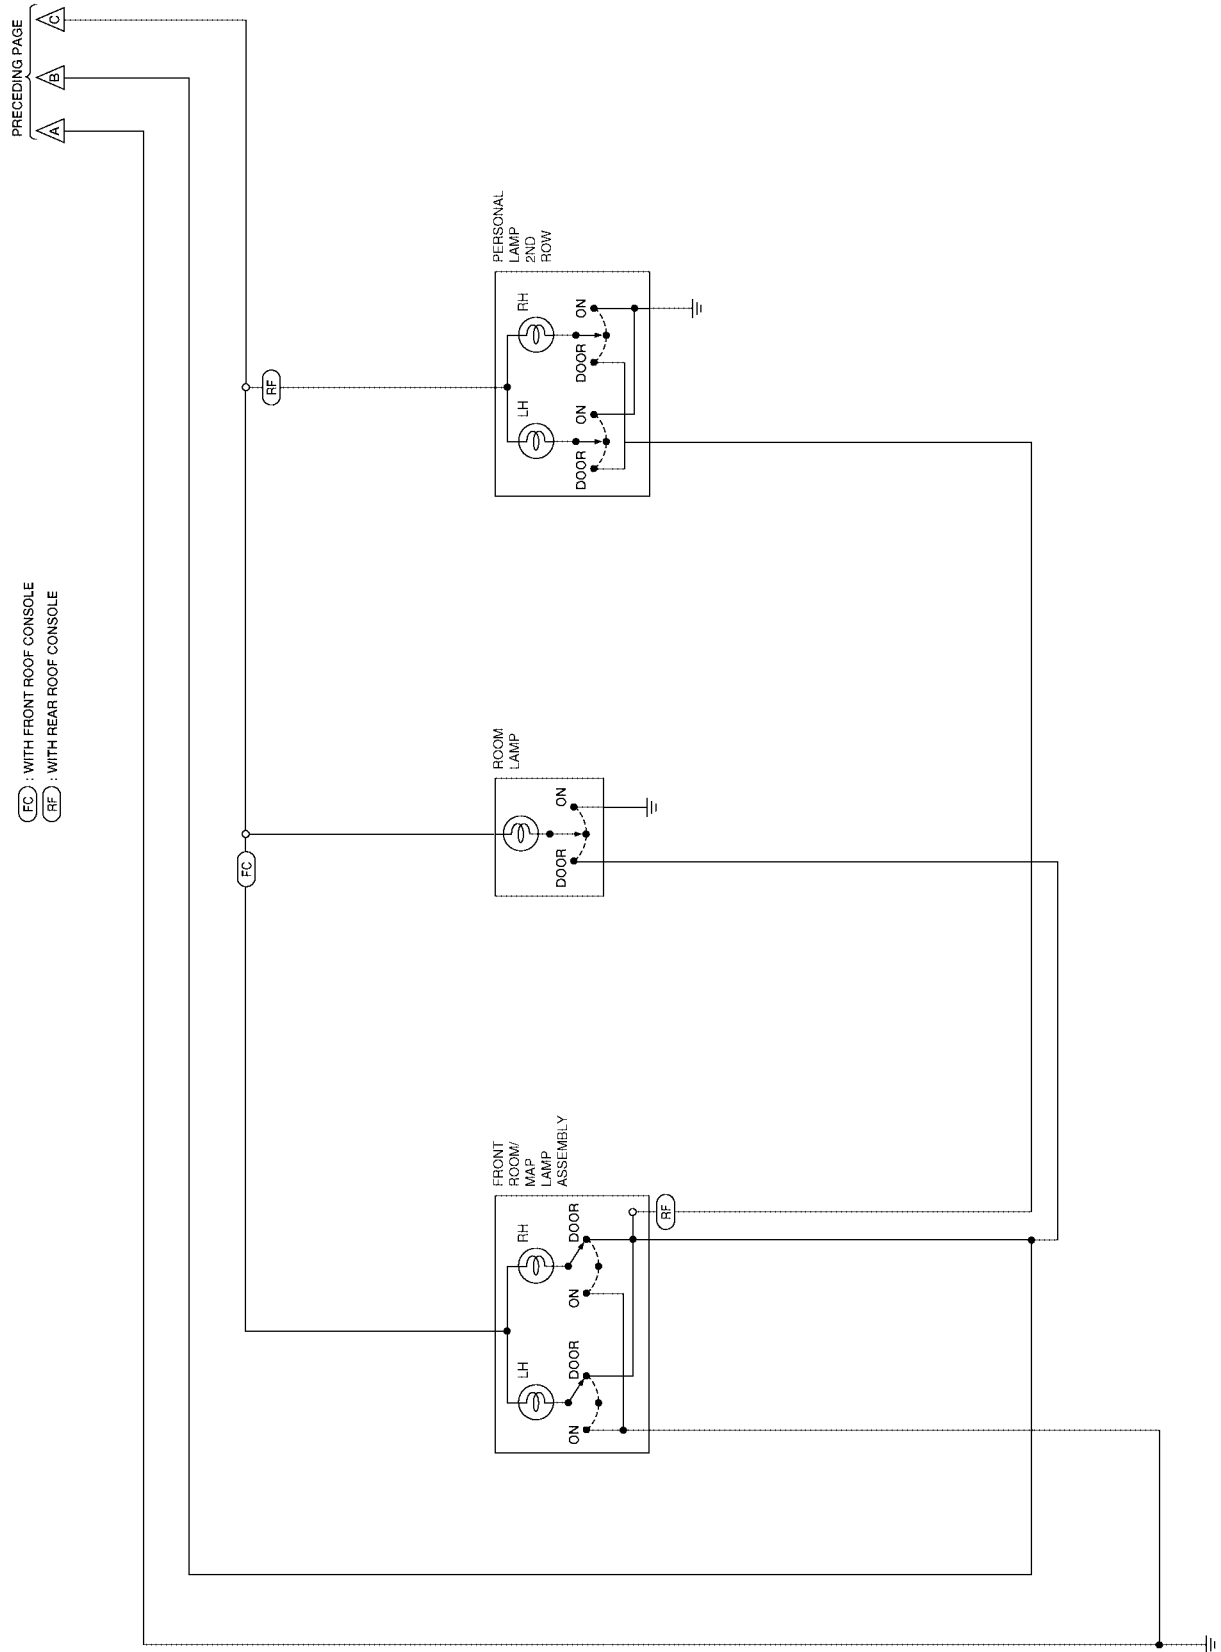 PRECEDING PAGE
A
B
C
FC : WITH FRONT ROOF CONSOLE
RF : WITH REAR ROOF CONSOLE
FC
RF
FRONT
ROOM/
MAP
LAMP
ASSEMBLY
LH
RH
ON
DOOR
ON
DOOR
RF
ROOM
LAMP
DOOR
ON
PERSONAL
LAMP
2ND
ROW
LH
RH
DOOR
ON
DOOR
ON